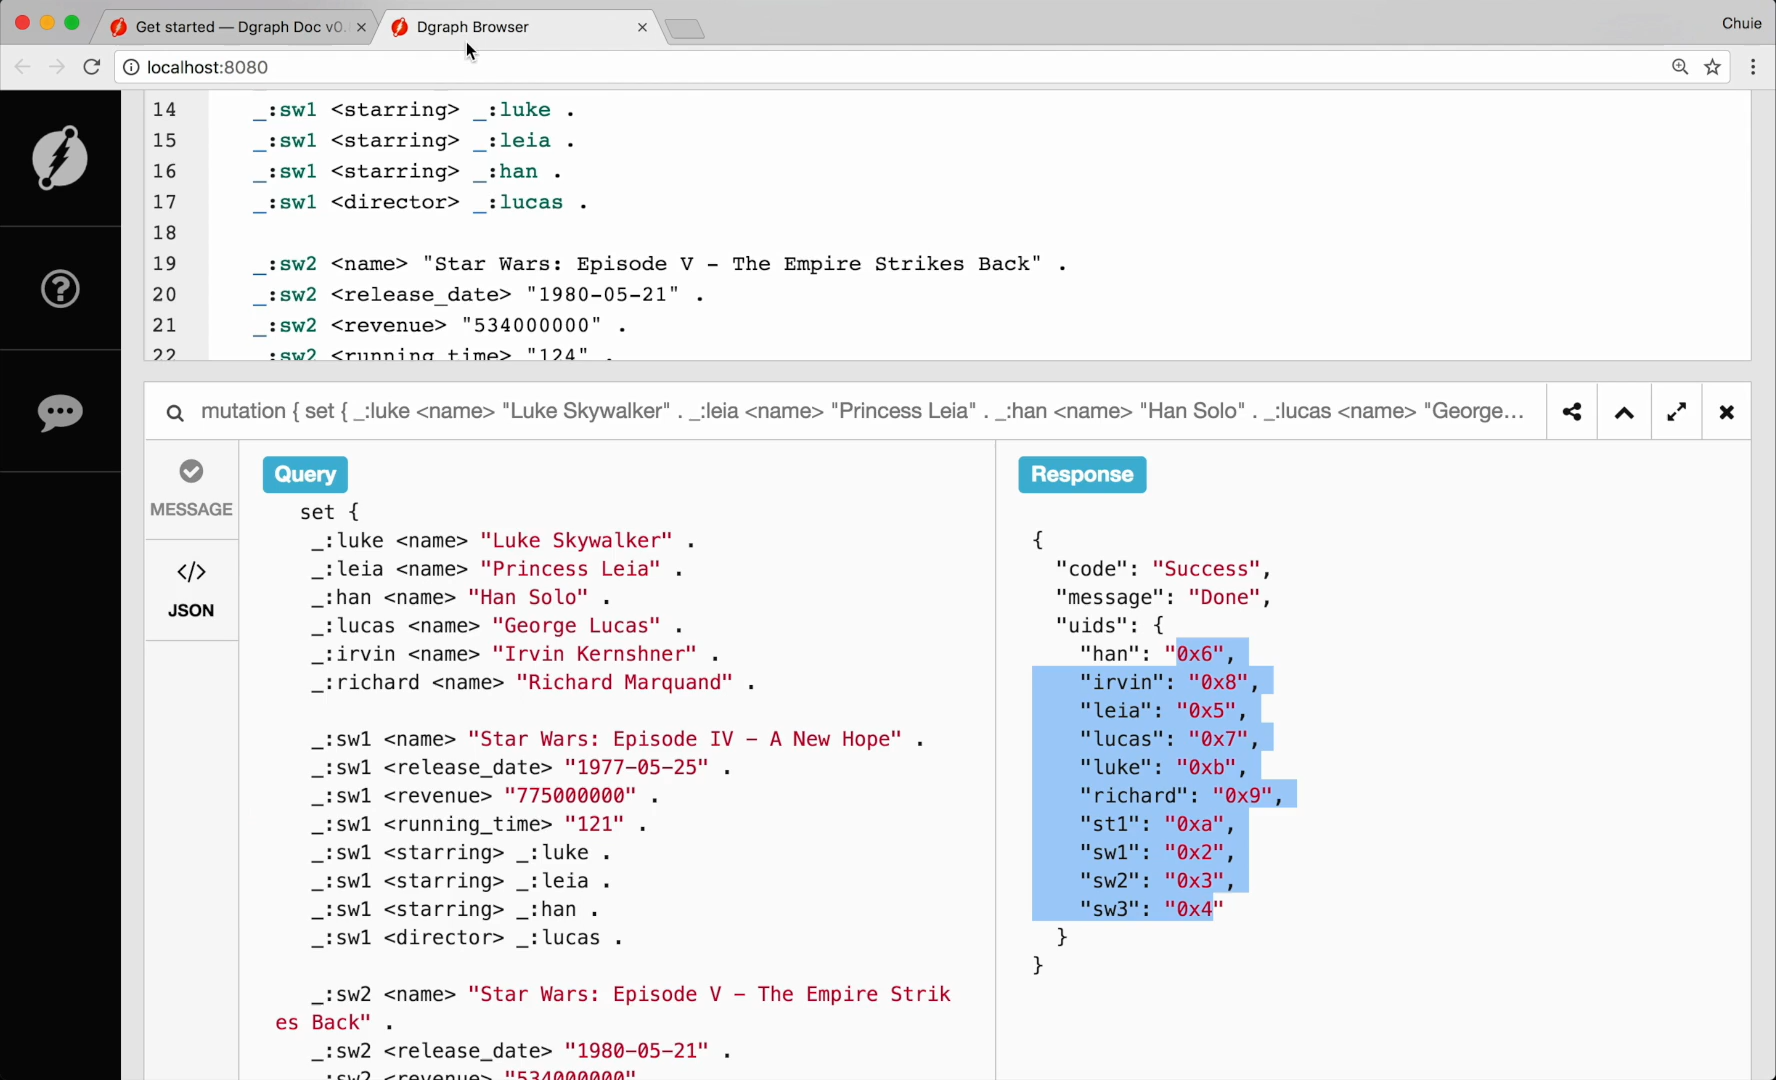 Get started — Dgraph Doc v0.
Dgraph Browser
Chuie
localhost:8080
14 _:sw1 <starring> _:luke .
15 _:sw1 <starring> _:leia .
16 _:sw1 <starring> _:han .
17 _:sw1 <director> _:lucas .
18
19 _:sw2 <name> "Star Wars: Episode V – The Empire Strikes Back" .
20 _:sw2 <release_date> "1980-05-21" .
21 _:sw2 <revenue> "534000000" .
22 _:sw2 <running_time> "124" .
mutation { set { _:luke <name> "Luke Skywalker" . _:leia <name> "Princess Leia" . _:han <name> "Han Solo" . _:lucas <name> "George...
MESSAGE
</>
JSON
Query
set {
_:luke <name> "Luke Skywalker" .
_:leia <name> "Princess Leia" .
_:han <name> "Han Solo" .
_:lucas <name> "George Lucas" .
_:irvin <name> "Irvin Kernshner" .
_:richard <name> "Richard Marquand" .
_:sw1 <name> "Star Wars: Episode IV – A New Hope" .
_:sw1 <release_date> "1977-05-25" .
_:sw1 <revenue> "775000000" .
_:sw1 <running_time> "121" .
_:sw1 <starring> _:luke .
_:sw1 <starring> _:leia .
_:sw1 <starring> _:han .
_:sw1 <director> _:lucas .
_:sw2 <name> "Star Wars: Episode V – The Empire Strik
es Back" .
_:sw2 <release_date> "1980-05-21" .
_:sw2 <revenue> "534000000"
Response
{
"code": "Success",
"message": "Done",
"uids": {
"han": "0x6",
"irvin": "0x8",
"leia": "0x5",
"lucas": "0x7",
"luke": "0xb",
"richard": "0x9",
"st1": "0xa",
"sw1": "0x2",
"sw2": "0x3",
"sw3": "0x4"
}
}